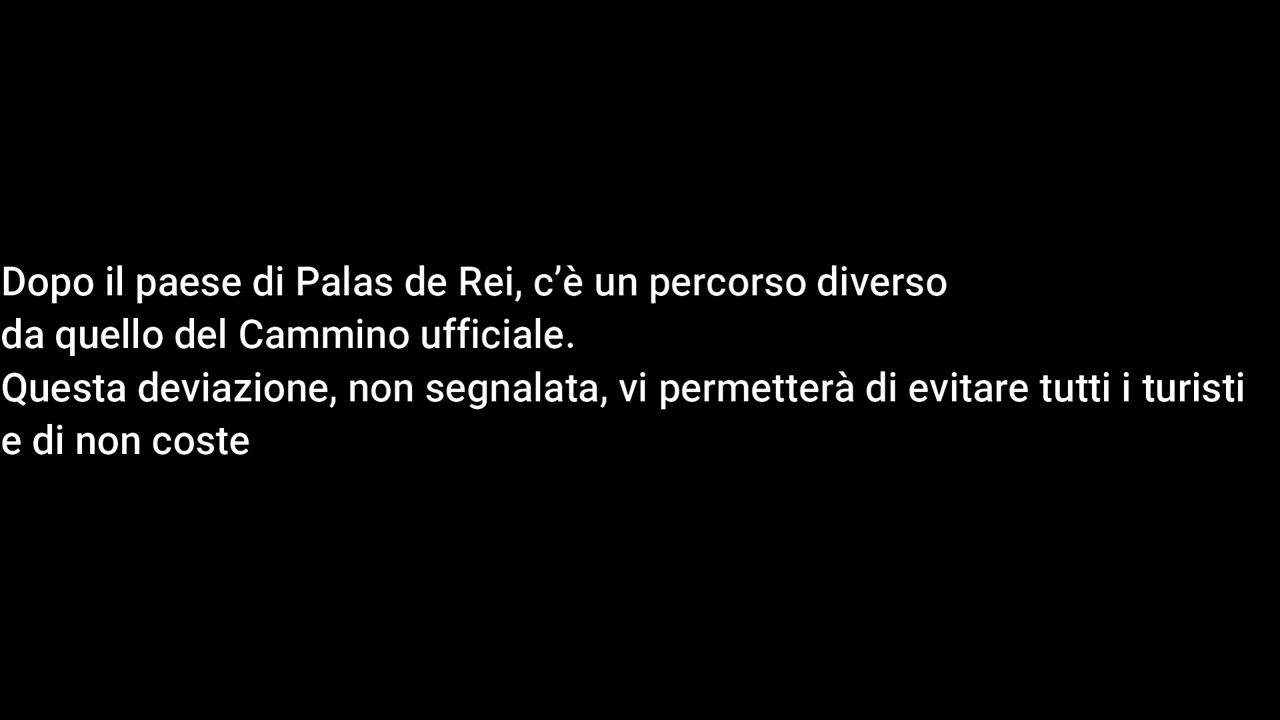 Dopo il paese di Palas de Rei, c’è un percorso diverso
da quello del Cammino ufficiale.
Questa deviazione, non segnalata, vi permetterà di evitare tutti i turisti
e di non coste